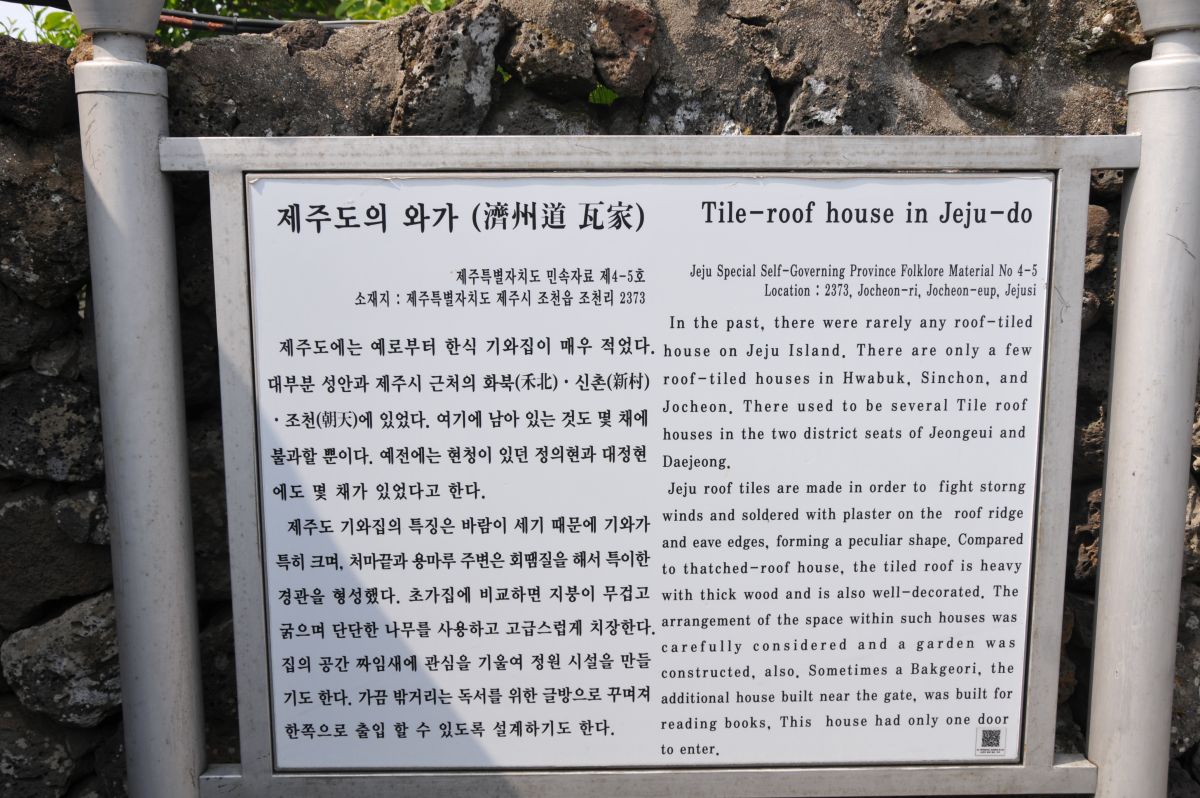 제주도의 와가 (濟州道 瓦家)
제주특별자치도 민속자료 제4-5호
소재지 : 제주특별자치도 제주시 조천읍 조천리 2373
제주도에는 예로부터 한식 기와집이 매우 적었다.
대부분 성안과 제주시 근처의 화북(禾北)·신촌(新村)
·조천(朝天)에 있었다. 여기에 남아 있는 것도 몇 채에
불과할 뿐이다. 예전에는 현청이 있던 정의현과 대정현
에도 몇 채가 있었다고 한다.
제주도 기와집의 특징은 바람이 세기 때문에 기와가
특히 크며, 처마끝과 용마루 주변은 회땜질을 해서 특이한
경관을 형성했다. 초가집에 비교하면 지붕이 무겁고
굵으며 단단한 나무를 사용하고 고급스럽게 치장한다.
집의 공간 짜임새에 관심을 기울여 정원 시설을 만들
기도 한다. 가끔 밖거리는 독서를 위한 글방으로 꾸며져
한쪽으로 출입 할 수 있도록 설계하기도 한다.
Tile-roof house in Jeju-do
Jeju Special Self-Governing Province Folklore Material No 4-5
Location : 2373, Jocheon-ri, Jocheon-eup, Jejusi
In the past, there were rarely any roof-tiled
house on Jeju Island. There are only a few
roof-tiled houses in Hwabuk, Sinchon, and
Jocheon. There used to be several Tile roof
houses in the two district seats of Jeongeui and
Daejeong.
Jeju roof tiles are made in order to fight storng
winds and soldered with plaster on the roof ridge
and eave edges, forming a peculiar shape. Compared
to thatched-roof house, the tiled roof is heavy
with thick wood and is also well-decorated. The
arrangement of the space within such houses was
carefully considered and a garden was
constructed, also. Sometimes a Bakgeori, the
additional house built near the gate, was built for
reading books. This house had only one door
to enter.